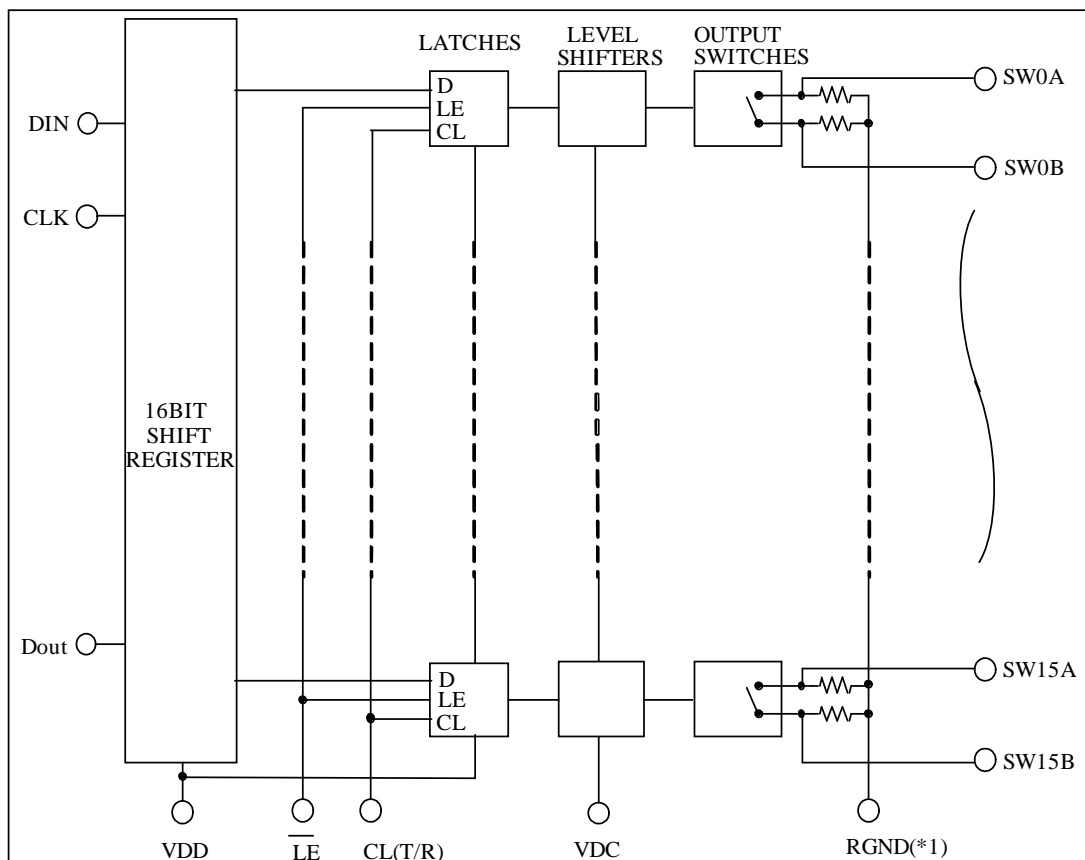 LATCHES
LEVEL
SHIFTERS
OUTPUT
SWITCHES
DIN
CLK
Dout
16BIT
SHIFT
REGISTER
D
LE
CL
SW0A
SW0B
D
LE
CL
SW15A
SW15B
VDD
LE
CL(T/R)
VDC
RGND(*1)